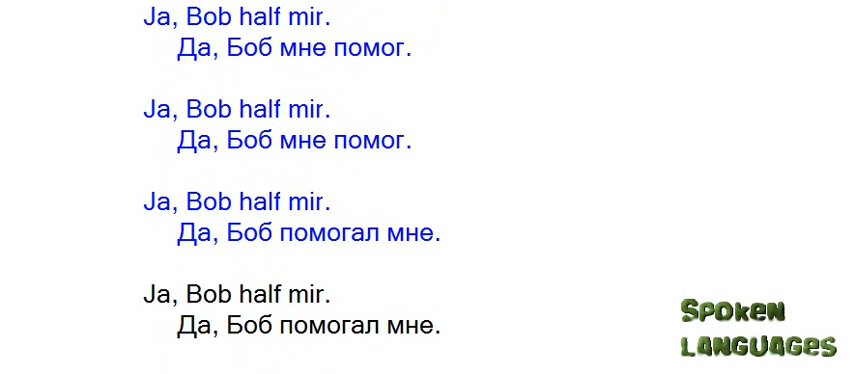 Ja, Bob half mir.
Да, Боб мне помог.
Ja, Bob half mir.
Да, Боб мне помог.
Ja, Bob half mir.
Да, Боб помогал мне.
Ja, Bob half mir.
Да, Боб помогал мне.
Spoken
Languages